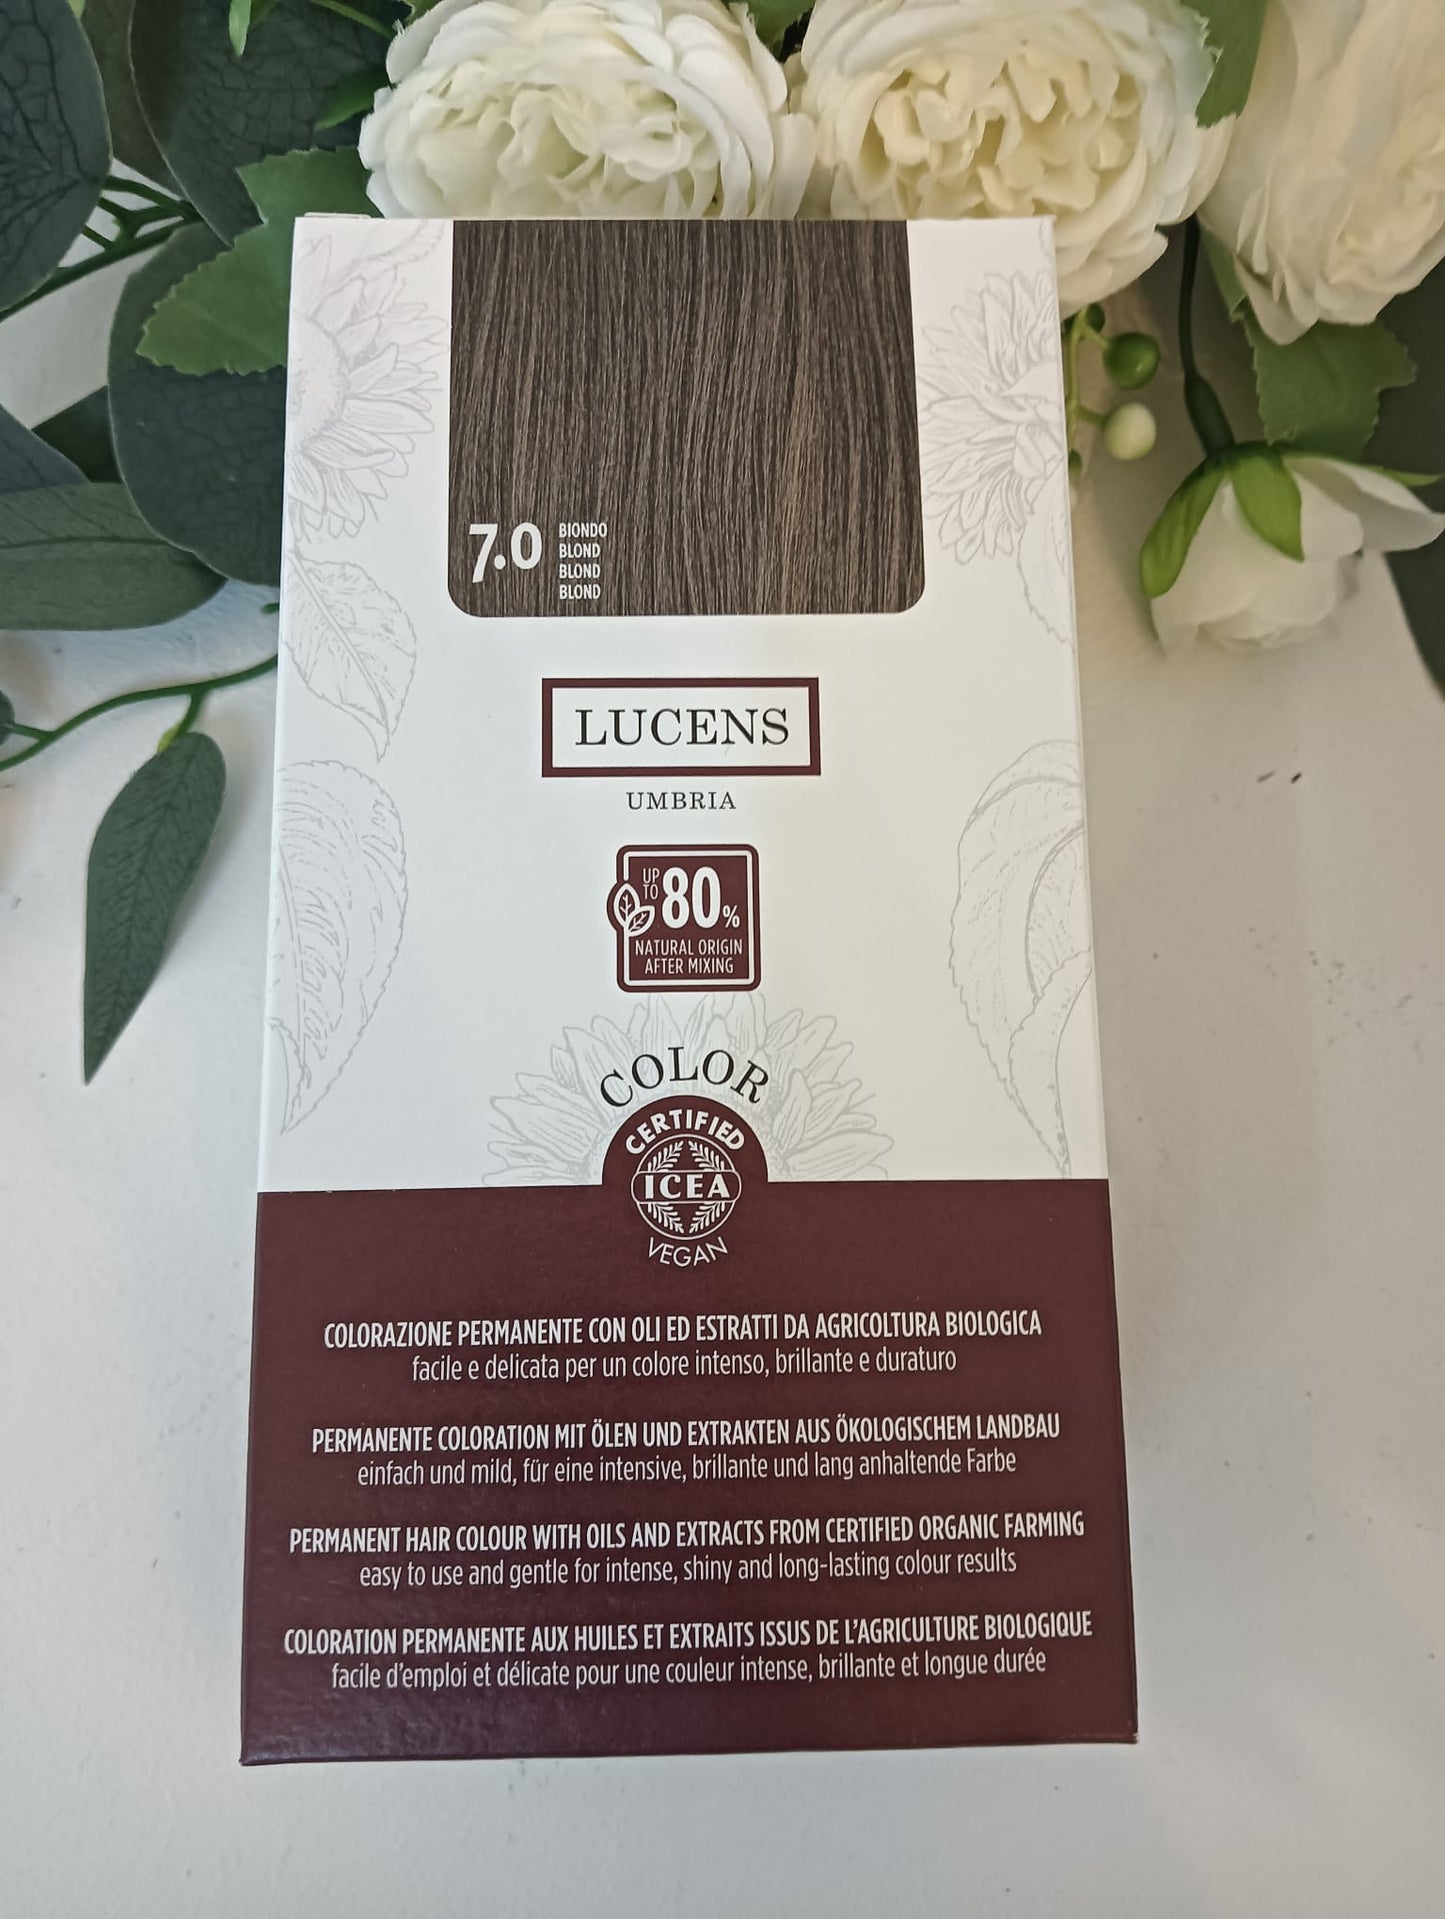 7.0
BIONDO
BLOND
BLOND
BLOND
LUCENS
UMBRIA
UP TO 80%
NATURAL ORIGIN
AFTER MIXING
COLOR
CERTIFIED
ICEA
VEGAN
COLORAZIONE PERMANENTE CON OLI ED ESTRATTI DA AGRICOLTURA BIOLOGICA
facile e delicata per un colore intenso, brillante e duraturo
PERMANENTE COLORATION MIT ÖLEN UND EXTRAKTEN AUS ÖKOLOGISCHEM LANDBAU
einfach und mild, für eine intensive, brillante und lang anhaltende Farbe
PERMANENT HAIR COLOUR WITH OILS AND EXTRACTS FROM CERTIFIED ORGANIC FARMING
easy to use and gentle for intense, shiny and long-lasting colour results
COLORATION PERMANENTE AUX HUILES ET EXTRAITS ISSUS DE L'AGRICULTURE BIOLOGIQUE
facile d'emploi et délicate pour une couleur intense, brillante et longue durée